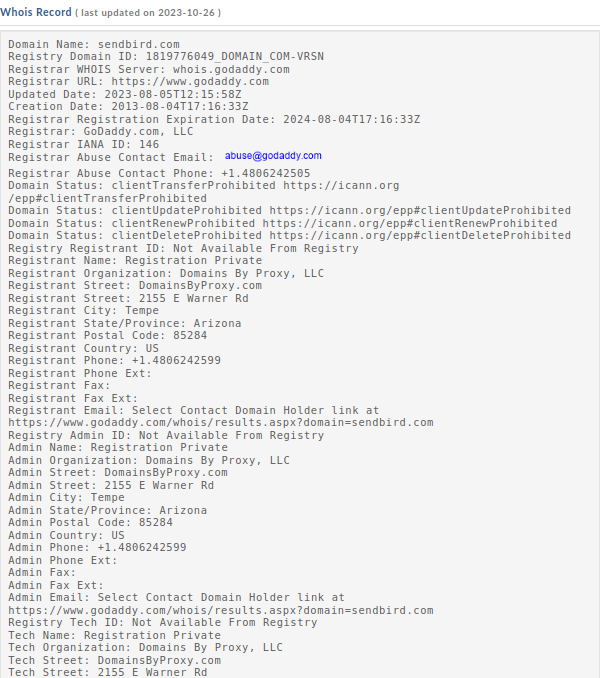 Whois Record ( last updated on 2023-10-26 )
Domain Name: sendbird.com
Registry Domain ID: 1819776049_DOMAIN_COM-VRSN
Registrar WHOIS Server: whois.godaddy.com
Registrar URL: https://www.godaddy.com
Updated Date: 2023-08-05T12:15:58Z
Creation Date: 2013-08-04T17:16:33Z
Registrar Registration Expiration Date: 2024-08-04T17:16:33Z
Registrar: GoDaddy.com, LLC
Registrar IANA ID: 146
Registrar Abuse Contact Email: abuse@godaddy.com
Registrar Abuse Contact Phone: +1.4806242505
Domain Status: clientTransferProhibited https://icann.org
/epp#clientTransferProhibited
Domain Status: clientUpdateProhibited https://icann.org/epp#clientUpdateProhibited
Domain Status: clientRenewProhibited https://icann.org/epp#clientRenewProhibited
Domain Status: clientDeleteProhibited https://icann.org/epp#clientDeleteProhibited
Registry Registrant ID: Not Available From Registry
Registrant Name: Registration Private
Registrant Organization: Domains By Proxy, LLC
Registrant Street: DomainsByProxy.com
Registrant Street: 2155 E Warner Rd
Registrant City: Tempe
Registrant State/Province: Arizona
Registrant Postal Code: 85284
Registrant Country: US
Registrant Phone: +1.4806242599
Registrant Phone Ext:
Registrant Fax:
Registrant Fax Ext:
Registrant Email: Select Contact Domain Holder link at
https://www.godaddy.com/whois/results.aspx?domain=sendbird.com
Registry Admin ID: Not Available From Registry
Admin Name: Registration Private
Admin Organization: Domains By Proxy, LLC
Admin Street: DomainsByProxy.com
Admin Street: 2155 E Warner Rd
Admin City: Tempe
Admin State/Province: Arizona
Admin Postal Code: 85284
Admin Country: US
Admin Phone: +1.4806242599
Admin Phone Ext:
Admin Fax:
Admin Fax Ext:
Admin Email: Select Contact Domain Holder link at
https://www.godaddy.com/whois/results.aspx?domain=sendbird.com
Registry Tech ID: Not Available From Registry
Tech Name: Registration Private
Tech Organization: Domains By Proxy, LLC
Tech Street: DomainsByProxy.com
Tech Street: 2155 E Warner Rd